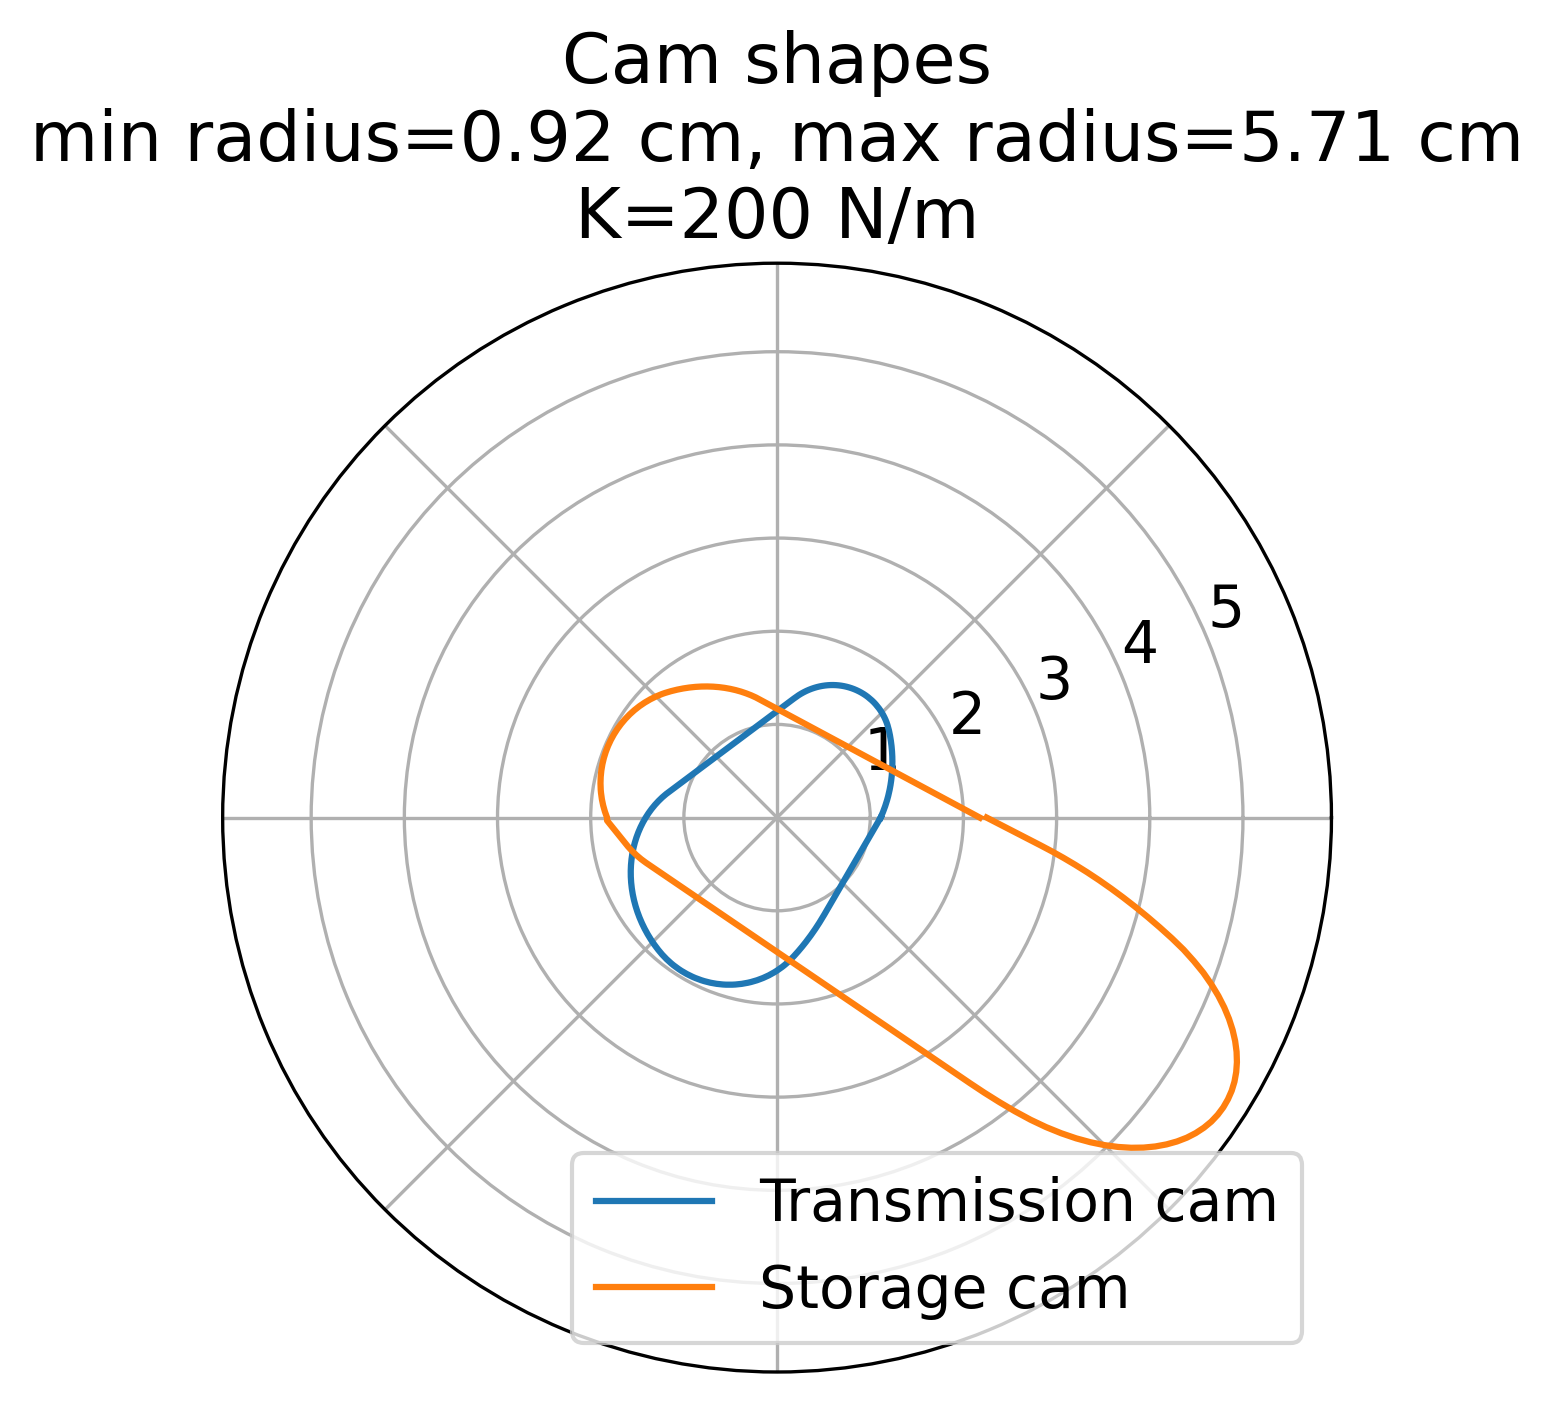 Cam shapes
min radius=0.92 cm, max radius=5.71 cm
K=200 N/m
5
4
3
2
1
Transmission cam
Storage cam